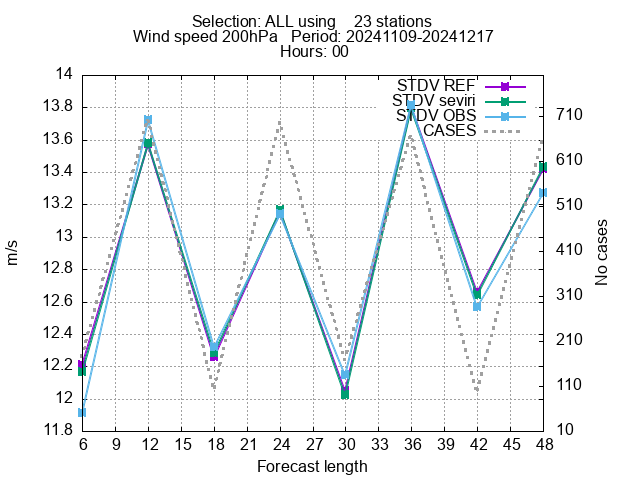 Selection: ALL using    23 stations
Wind speed 200hPa   Period: 20241109-20241217
Hours: 00
14
13.8
13.6
13.4
13.2
13
12.8
12.6
12.4
12.2
12
11.8
m/s
STDV REF
STDV seviri
STDV OBS
CASES
710
610
510
410
310
210
110
10
No cases
6 9 12 15 18 21 24 27 30 33 36 39 42 45 48
Forecast length